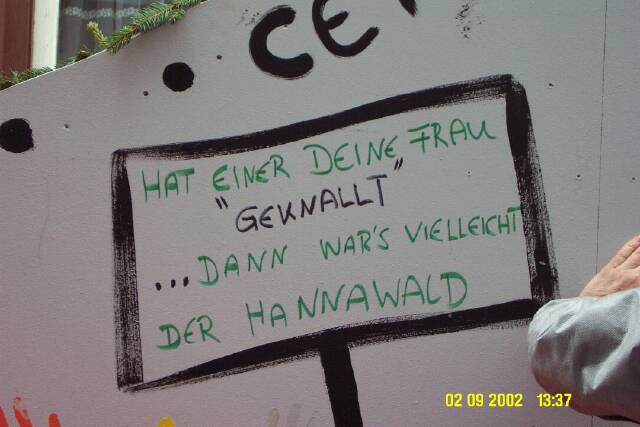 HAT EINER DEINE FRAU
"GEKNALLT"
...DANN WAR'S VIELLEICHT
DER HANNAWALD
02 09 2002 13:37